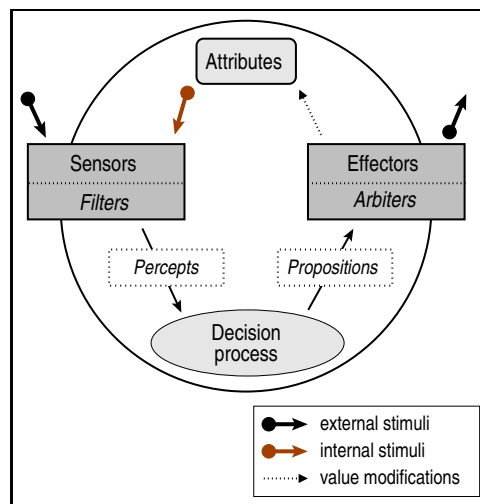 Attributes
Sensors
Filters
Effectors
Arbiters
Percepts
Propositions
Decision
process
external stimuli
internal stimuli
value modifications